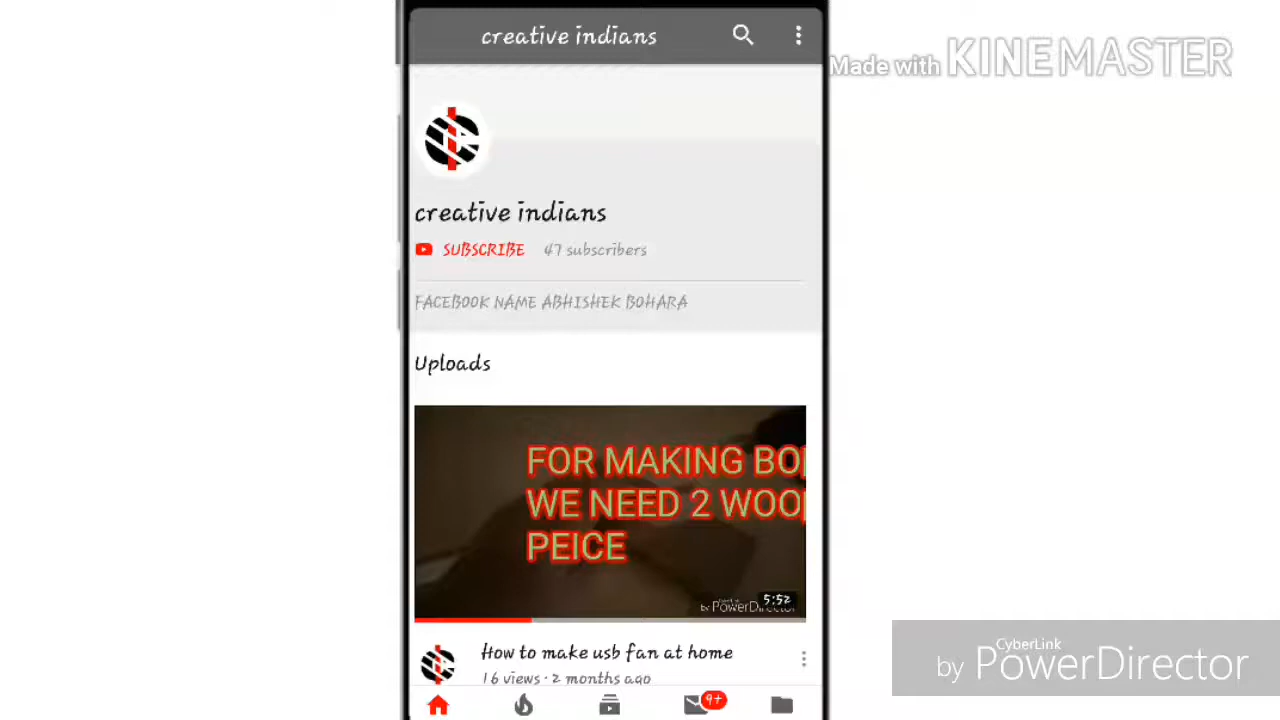 creative indians
Made with KINEMASTER
creative indians
SUBSCRIBE 47 subscribers
FACEBOOK NAME ABHISHEK BOHARA
Uploads
FOR MAKING BO
WE NEED 2 WOO
PEICE
by PowerDirector
5:52
How to make usb fan at home
16 views · 2 months ago
9+
CyberLink
by PowerDirector